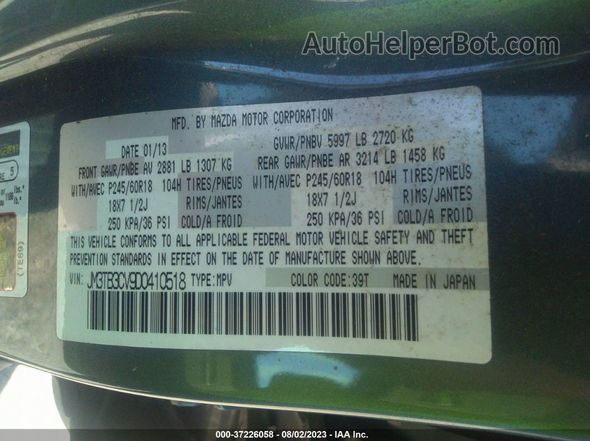 AutoHelperBot.com
MFD. BY MAZDA MOTOR CORPORATION
DATE 01/13 GVWR/PNBV 5997 LB 2720 KG
FRONT GAWR/PNBE AV 2881 LB 1307 KG REAR GAWR/PNBE AR 3214 LB 1458 KG
WITH/AVEC P245/60R18 104H TIRES/PNEUS WITH/AVEC P245/60R18 104H TIRES/PNEUS
18X7 1/2J RIMS/JANTES 18X7 1/2J RIMS/JANTES
250 KPA/36 PSI COLD/A FROID 250 KPA/36 PSI COLD/A FROID
THIS VEHICLE CONFORMS TO ALL APPLICABLE FEDERAL MOTOR VEHICLE SAFETY AND THEFT
PREVENTION STANDARDS IN EFFECT ON THE DATE OF MANUFACTURE SHOWN ABOVE.
VIN: JM3TB3CV9D0410518 TYPE: MPV COLOR CODE: 39T MADE IN JAPAN
(TE69)
000-37226058 - 08/02/2023 - IAA Inc.